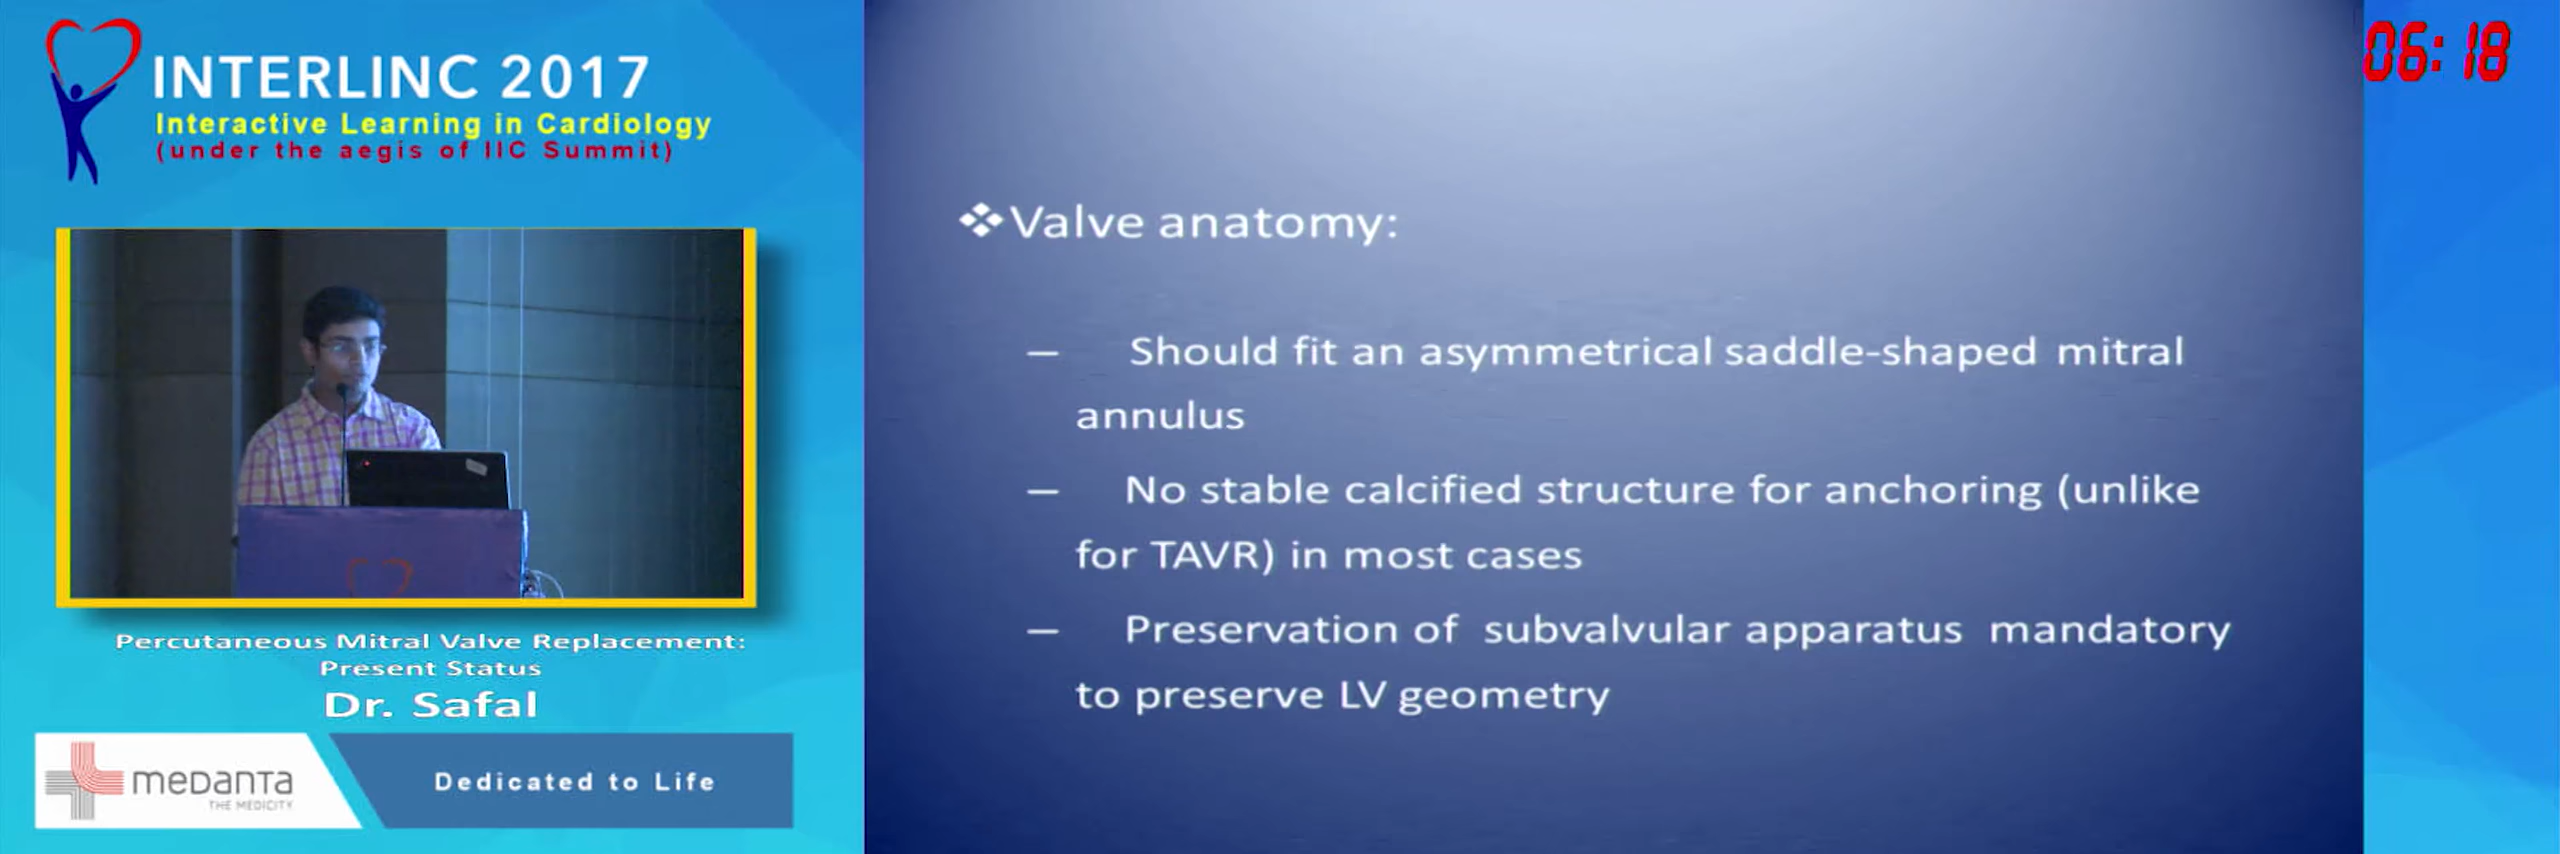 INTERLINC 2017
Interactive Learning in Cardiology
(under the aegis of IIC Summit)
Percutaneous Mitral Valve Replacement:
Present Status
Dr. Safal
medanta
THE MEDICITY
Dedicated to Life
❖Valve anatomy:
– Should fit an asymmetrical saddle-shaped mitral
annulus
– No stable calcified structure for anchoring (unlike
for TAVR) in most cases
– Preservation of subvalvular apparatus mandatory
to preserve LV geometry
06:18